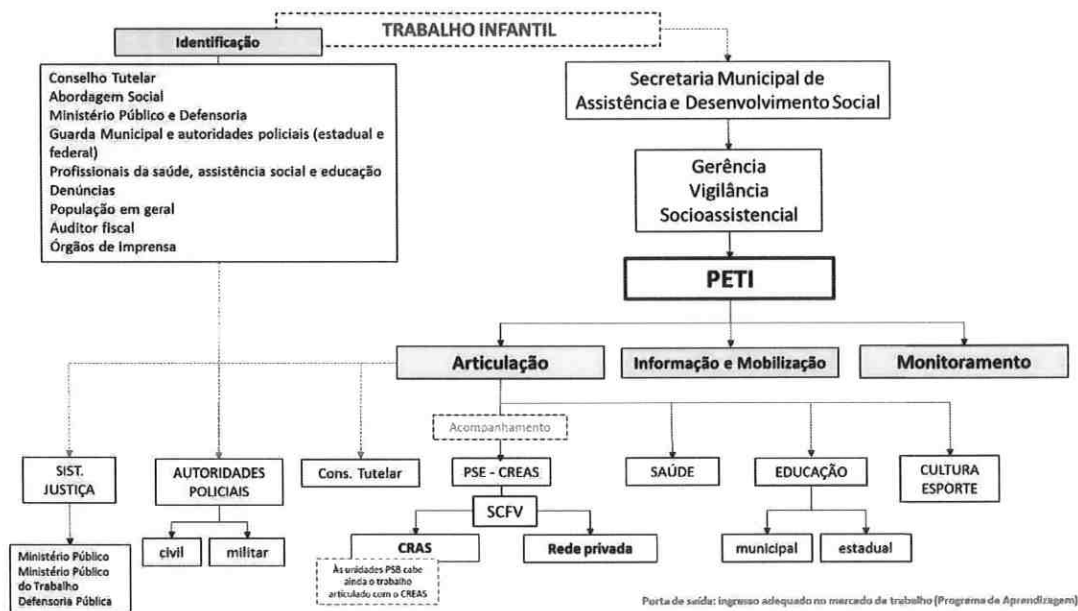 TRABALHO INFANTIL
Identificação
Conselho Tutelar
Abordagem Social
Ministério Público e Defensoria
Guarda Municipal e autoridades policiais (estadual e
federal)
Profissionais da saúde, assistência social e educação
Denúncias
População em geral
Auditor fiscal
Órgãos de Imprensa
Secretaria Municipal de
Assistência e Desenvolvimento Social
Gerência
Vigilância
Socioassistencial
PETI
Articulação
Informação e Mobilização
Monitoramento
Acompanhamento
SIST.
JUSTIÇA
AUTORIDADES
POLICIAIS
Cons. Tutelar
PSE - CREAS
SAÚDE
EDUCAÇÃO
CULTURA
ESPORTE
SCFV
Ministério Público
Ministério Público
do Trabalho
Defensoria Pública
civil
militar
CRAS
Às unidades PSB cabe
ainda o trabalho
articulado com o CREAS
Rede privada
municipal
estadual
Porta de saída: ingresso adequado no mercado de trabalho (Programa de Aprendizagem)